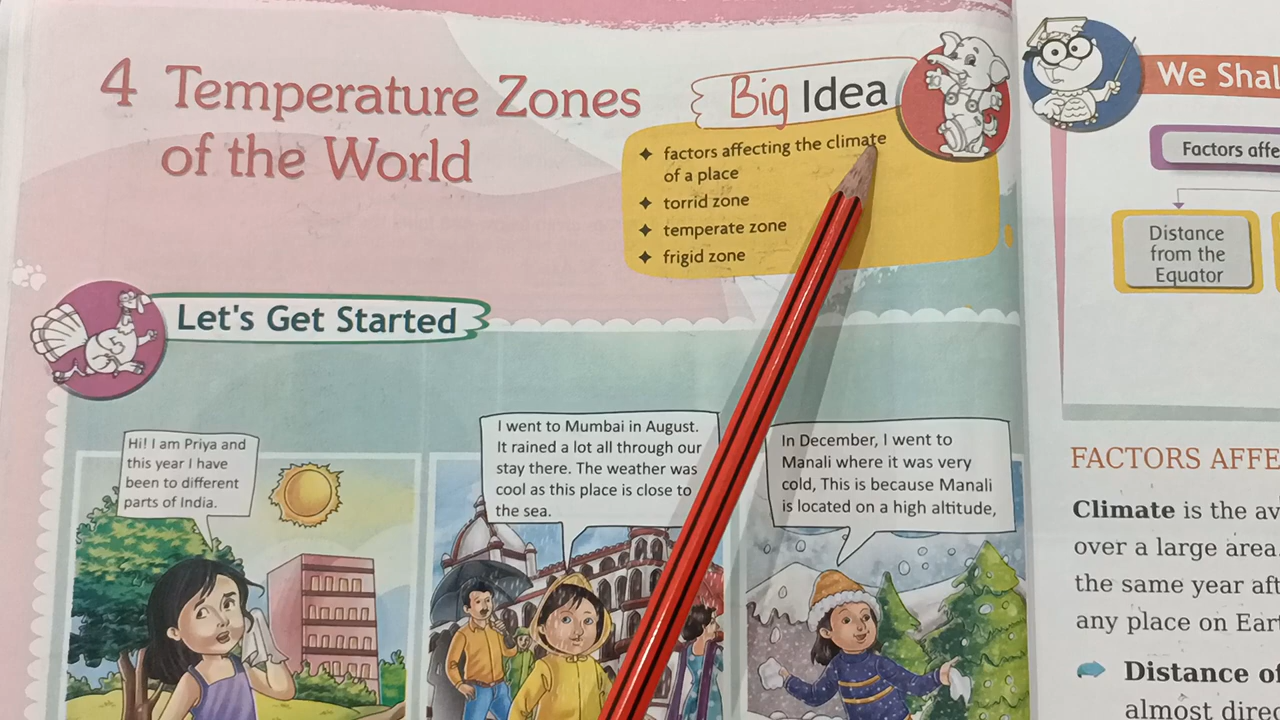 4 Temperature Zones
of the World
Big Idea
factors affecting the climate
of a place
torrid zone
temperate zone
frigid zone
Let's Get Started
Hi! I am Priya and
this year I have
been to different
parts of India.
I went to Mumbai in August.
It rained a lot all through our
stay there. The weather was
cool as this place is close to
the sea.
In December, I went to
Manali where it was very
cold, This is because Manali
is located on a high altitude,
We Shal
Factors affe
Distance
from the
Equator
FACTORS AFFE
Climate is the av
over a large area.
the same year aft
any place on Eart
Distance of
almost direc